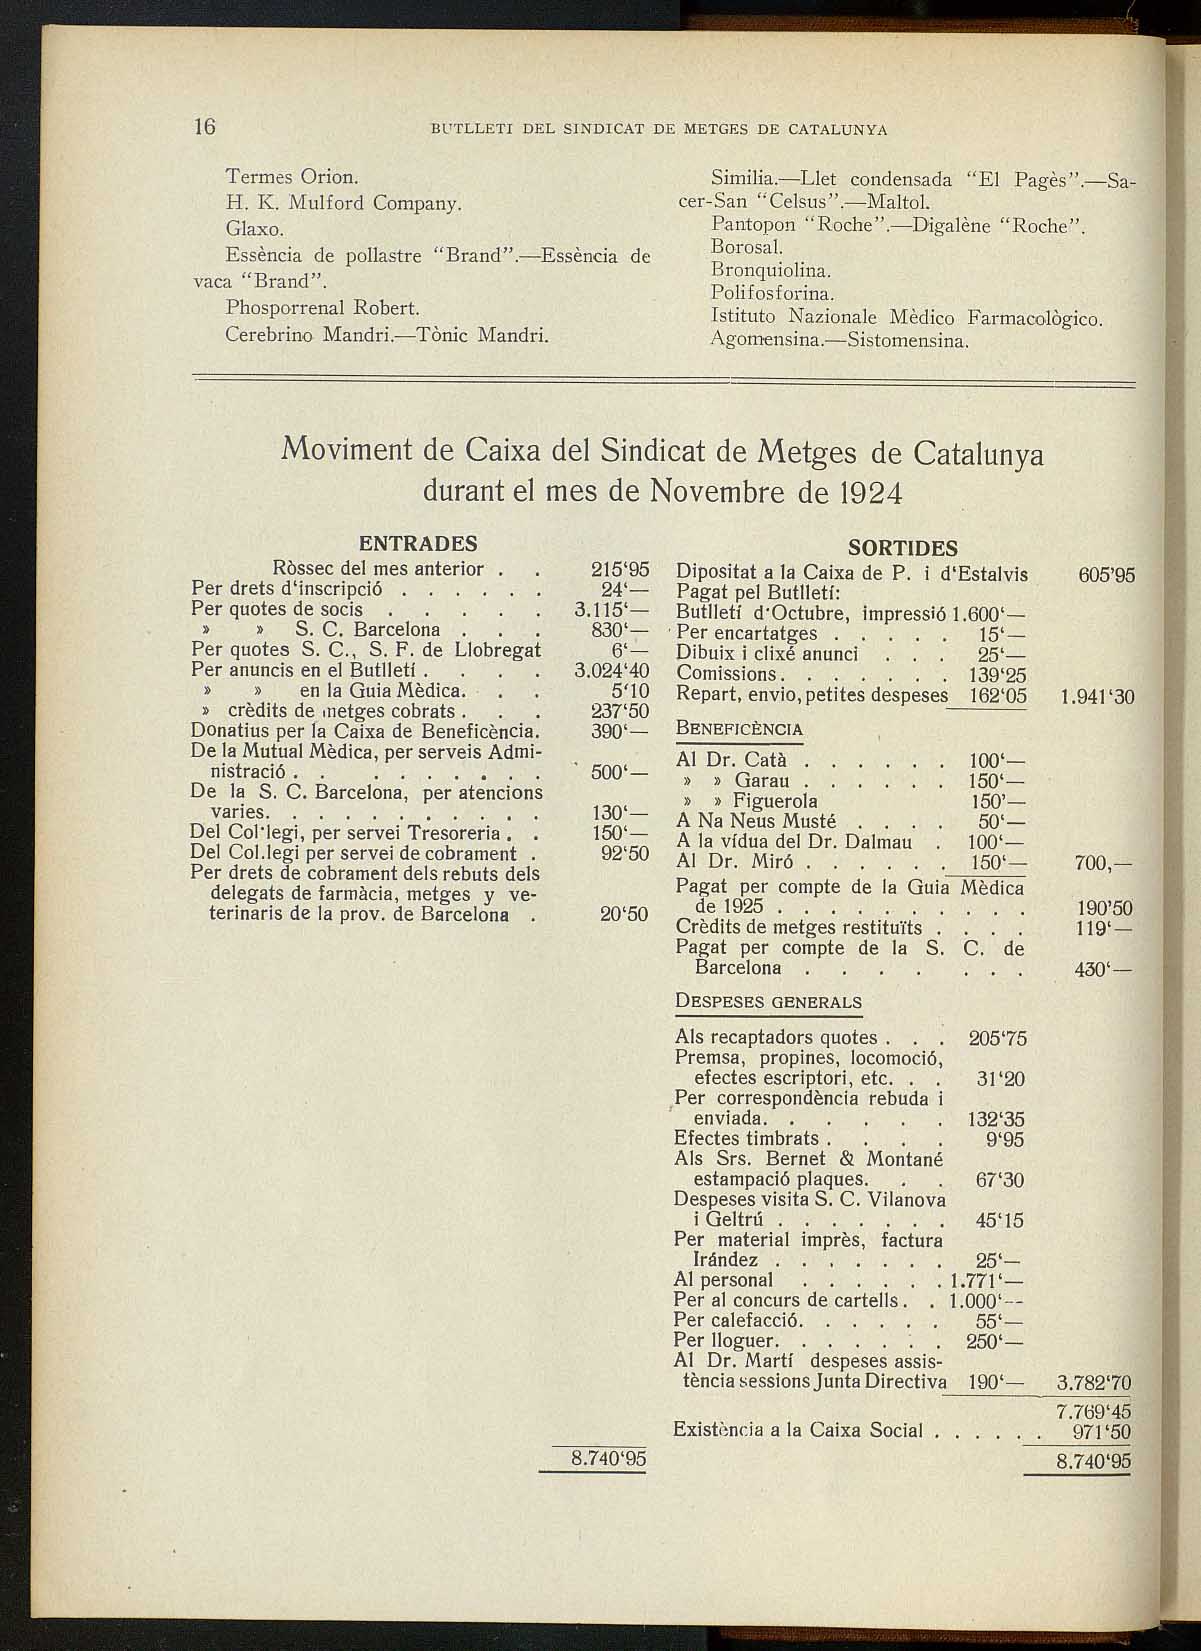 16
BUTLLETI DEL SINDICAT DE METGES DE CATALUNYA
Termes Orion.
H. K. Mulford Company.
Glaxo.
Essència de pollastre “Brand”.—Essència de
vaca “Brand”.
Phosporrenal Robert.
Cerebrino Mandri.—Tònic Mandri.
Similia.—Llet condensada “El Pagès”.—Sa-
cer-San “Celsus”.—Maltol.
Pantopon “Roche”.—Digalène “Roche”.
Borosal.
Bronquiolina.
Polifosforina.
Istituto Nazionale Mèdico Farmacològico.
Agomensina.—Sistomensina.
Moviment de Caixa del Sindicat de Metges de Catalunya
durant el mes de Novembre de 1924
ENTRADES
Ròssec del mes anterior . . 215‘95
Per drets d‘inscripció . . . . . . 24‘—
Per quotes de socis . . . . . 3.115‘—
» » S. C. Barcelona . . . 830‘—
Per quotes S. C., S. F. de Llobregat 6‘—
Per anuncis en el Butlletí . . . . 3.024‘40
» » en la Guia Mèdica. . . 5‘10
» crèdits de metges cobrats . . . 237‘50
Donatius per la Caixa de Beneficència. 390‘—
De la Mutual Mèdica, per serveis Admi-
nistració . . . . . . . . . 500‘—
De la S. C. Barcelona, per atencions
varies. . . . . . . . . . . 130‘—
Del Col·legi, per servei Tresoreria . . 150‘—
Del Col.legi per servei de cobrament . 92‘50
Per drets de cobrament dels rebuts dels
delegats de farmàcia, metges y ve-
terinaris de la prov. de Barcelona . 20‘50
8.740‘95
SORTIDES
Dipositat a la Caixa de P. i d‘Estalvis 605’95
Pagat pel Butlletí:
Butlletí d‘Octubre, impressió 1.600‘—
Per encartatges . . . . . 15‘—
Dibuix i clixé anunci . . . 25‘—
Comissions. . . . . . . 139‘25
Repart, envio, petites despeses 162‘05 1.941‘30
BENEFICÈNCIA
Al Dr. Catà . . . . . . 100‘—
» » Garau . . . . . . 150‘—
» » Figuerola 150’—
A Na Neus Musté . . . . 50‘—
A la vídua del Dr. Dalmau . 100‘—
Al Dr. Miró . . . . . . . 150‘— 700,—
Pagat per compte de la Guia Mèdica
de 1925 . . . . . . . . . . 190’50
Crèdits de metges restituïts . . . . 119‘—
Pagat per compte de la S. C. de
Barcelona . . . . . . . 430‘—
DESPESES GENERALS
Als recaptadors quotes . . . 205‘75
Premsa, propines, locomoció,
efectes escriptori, etc. . . 31‘20
Per correspondència rebuda i
enviada. . . . . . 132‘35
Efectes timbrats . . . . 9‘95
Als Srs. Bernet & Montané
estampació plaques. . . 67‘30
Despeses visita S. C. Vilanova
i Geltrú . . . . . . . 45‘15
Per material imprès, factura
Irández . . . . . . . 25‘—
Al personal . . . . . . 1.771‘—
Per al concurs de cartells. . 1.000‘--
Per calefacció. . . . . . 55‘—
Per lloguer. . . . . . . 250‘—
Al Dr. Martí despeses assis-
tència sessions Junta Directiva 190‘— 3.782‘70
7.769‘45
Existència a la Caixa Social . . . . . . 971‘50
8.740‘95